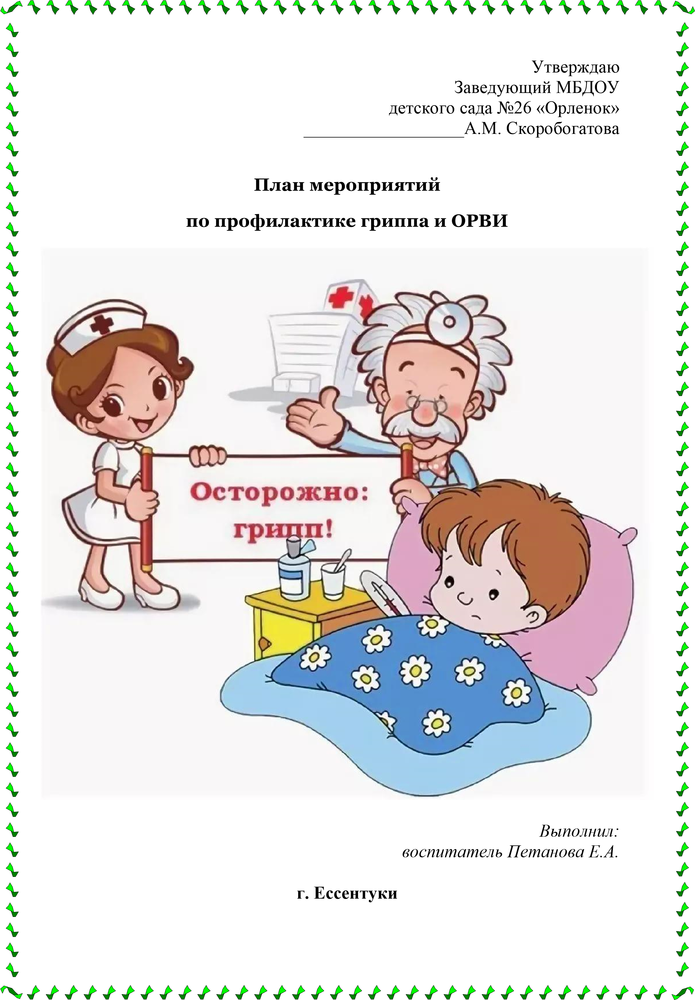 Утверждаю
Заведующий МБДОУ
детского сада №26 «Орленок»
__________________А.М. Скоробогатова
План мероприятий
по профилактике гриппа и ОРВИ
Осторожно:
грипп!
Выполнил:
воспитатель Петанова Е.А.
г. Ессентуки